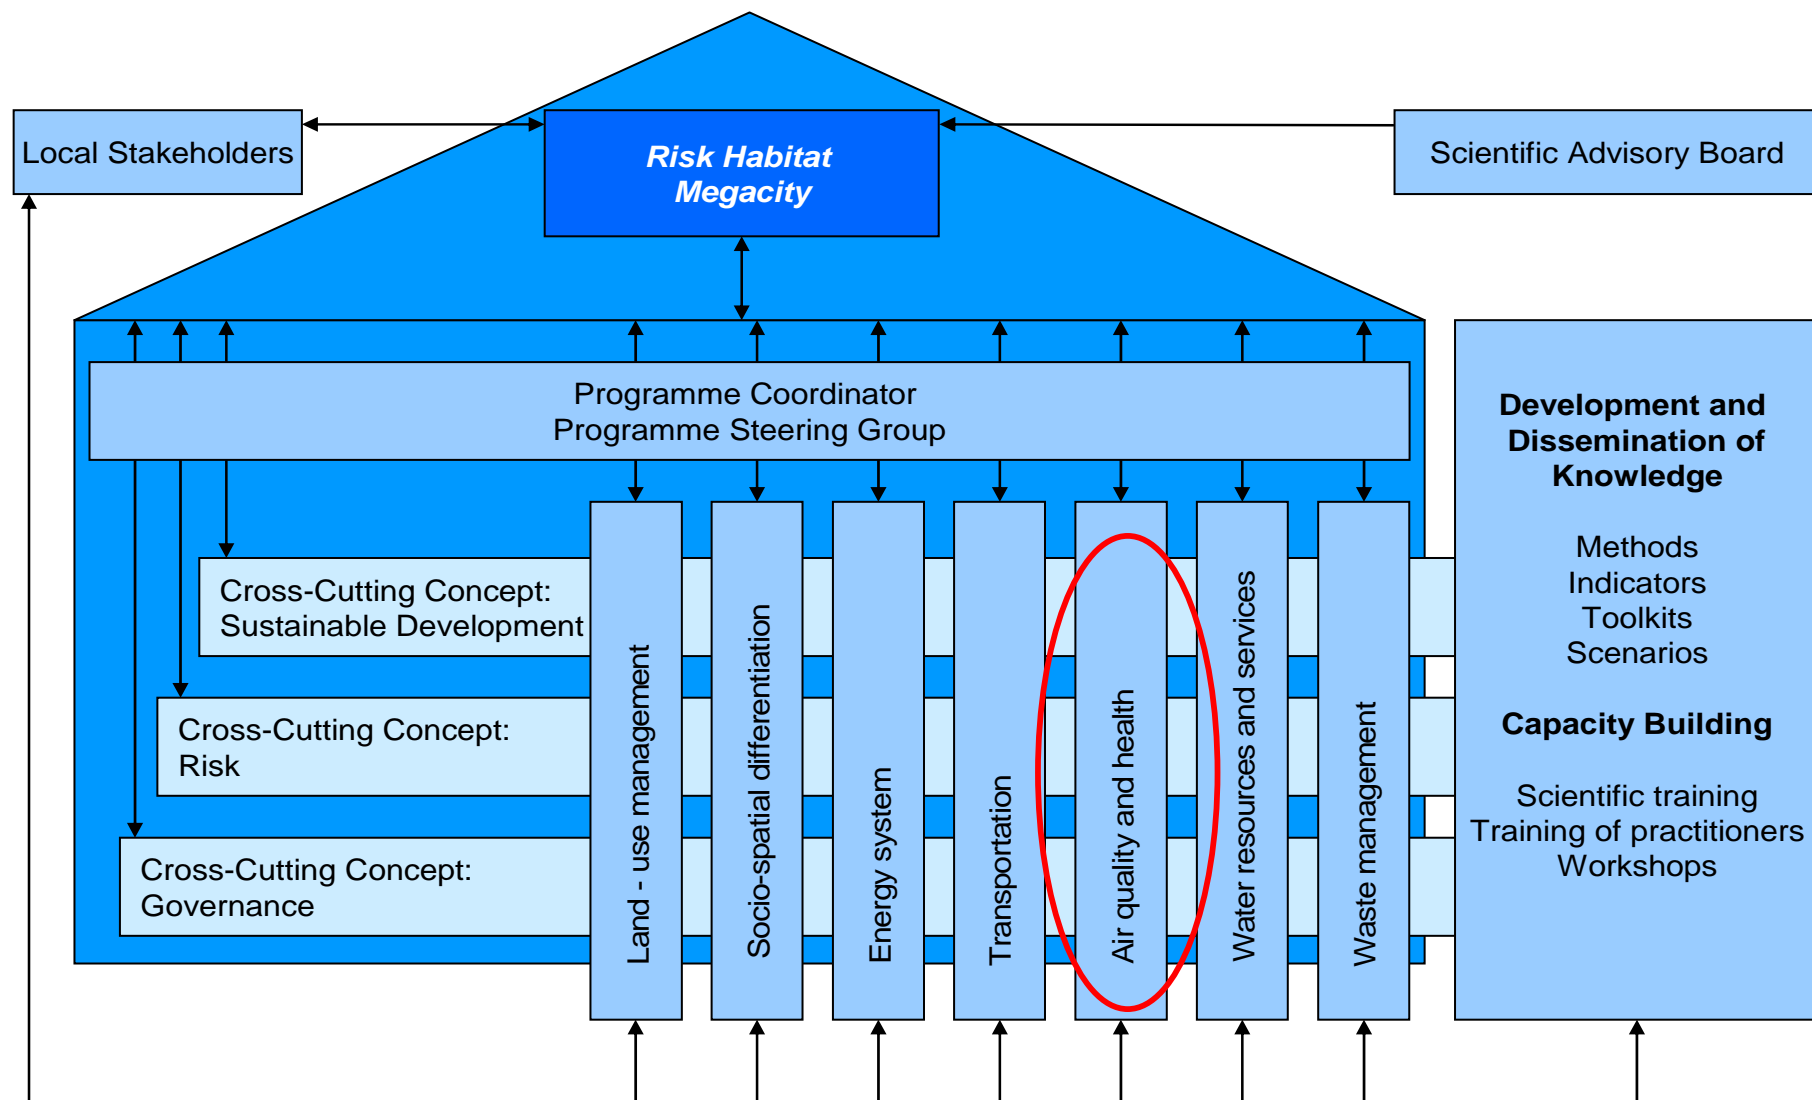 Local Stakeholders
Risk Habitat
Megacity
Scientific Advisory Board
Programme Coordinator
Programme Steering Group
Cross-Cutting Concept:
Sustainable Development
Cross-Cutting Concept:
Risk
Cross-Cutting Concept:
Governance
Land - use management
Socio-spatial differentiation
Energy system
Transportation
Air quality and health
Water resources and services
Waste management
Development and
Dissemination of
Knowledge
Methods
Indicators
Toolkits
Scenarios
Capacity Building
Scientific training
Training of practitioners
Workshops